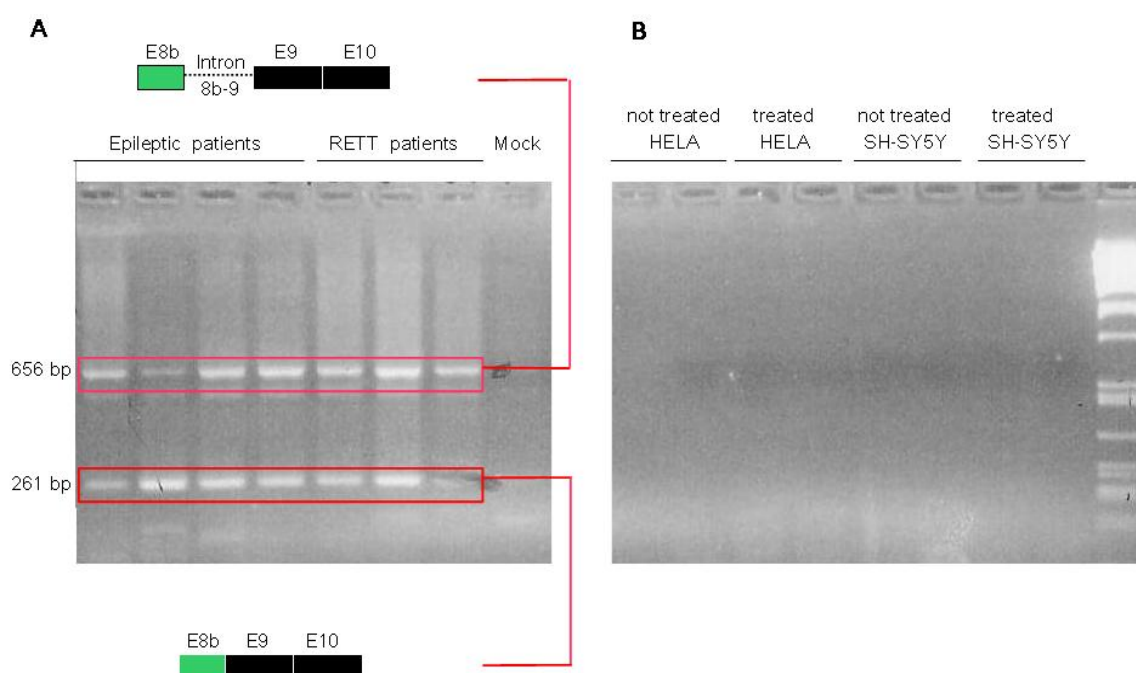 A
E8b
Intron
8b-9
E9
E10
Epileptic patients
RETT patients
Mock
656 bp
261 bp
E8b
E9
E10
B
not treated
HELA
treated
HELA
not treated
SH-SY5Y
treated
SH-SY5Y